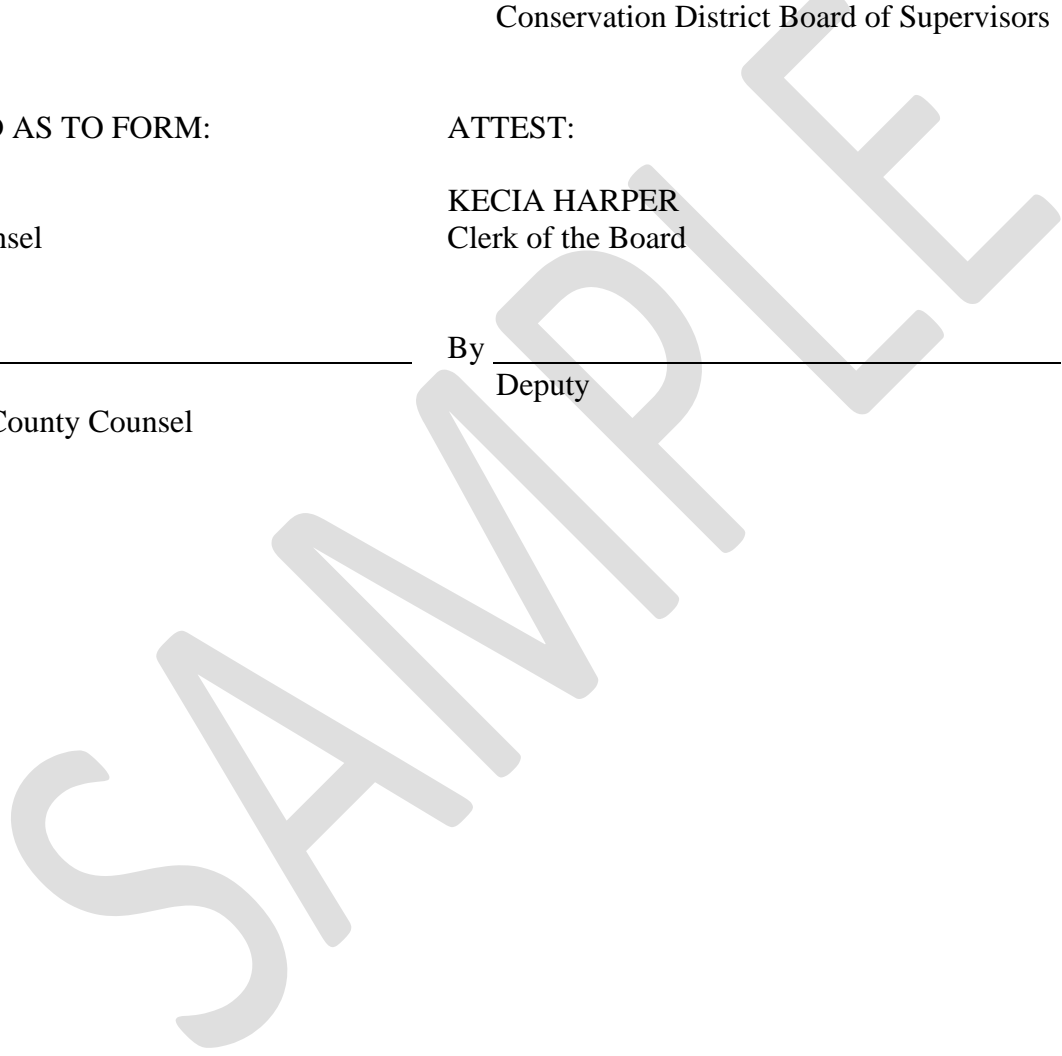 Conservation District Board of Supervisors
AS TO FORM:
ATTEST:
KECIA HARPER
Clerk of the Board
By
Deputy
County Counsel
SAMPLE